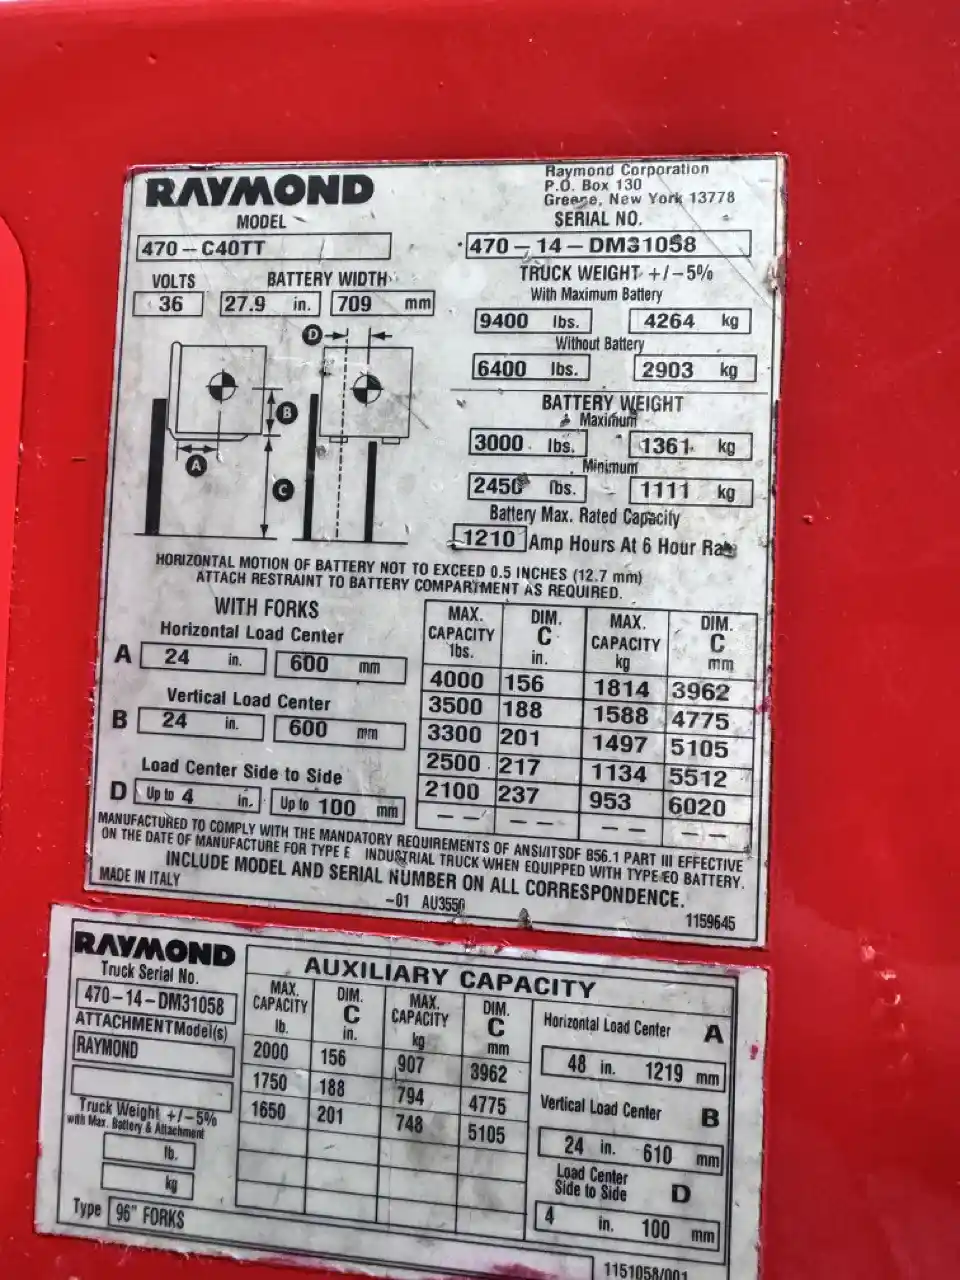 RAYMOND
Raymond Corporation
P.O. Box 130
Greene, New York 13778
MODEL
470-C40TT
SERIAL NO.
470-14-DM31058
VOLTS
36
BATTERY WIDTH
27.9 in. 709 mm
TRUCK WEIGHT +/-5%
With Maximum Battery
9400 lbs. 4264 kg
Without Battery
6400 lbs. 2903 kg
BATTERY WEIGHT
Maximum
3000 lbs. 1361 kg
Minimum
2450 lbs. 1111 kg
Battery Max. Rated Capacity
1210 Amp Hours At 6 Hour Rate
D
B
A
C
HORIZONTAL MOTION OF BATTERY NOT TO EXCEED 0.5 INCHES (12.7 mm)
ATTACH RESTRAINT TO BATTERY COMPARTMENT AS REQUIRED.
WITH FORKS
Horizontal Load Center
A 24 in. 600 mm
Vertical Load Center
B 24 in. 600 mm
Load Center Side to Side
D Up to 4 in. Up to 100 mm
MAX. CAPACITY lbs. DIM. C in. MAX. CAPACITY kg DIM. C mm
4000 156 1814 3962
3500 188 1588 4775
3300 201 1497 5105
2500 217 1134 5512
2100 237 953 6020
-- -- -- --
MANUFACTURED TO COMPLY WITH THE MANDATORY REQUIREMENTS OF ANSI/ITSDF B56.1 PART III EFFECTIVE
ON THE DATE OF MANUFACTURE FOR TYPE E INDUSTRIAL TRUCK WHEN EQUIPPED WITH TYPE EO BATTERY.
INCLUDE MODEL AND SERIAL NUMBER ON ALL CORRESPONDENCE.
MADE IN ITALY
-01 AU3550
1159645
RAYMOND
Truck Serial No.
470-14-DM31058
ATTACHMENT Model(s)
RAYMOND
Truck Weight +/-5%
with Max. Battery & Attachment
lb.
kg
Type 96" FORKS
AUXILIARY CAPACITY
MAX. CAPACITY lb. DIM. C in. MAX. CAPACITY kg DIM. C mm
2000 156 907 3962
1750 188 794 4775
1650 201 748 5105
Horizontal Load Center A
48 in. 1219 mm
Vertical Load Center B
24 in. 610 mm
Load Center
Side to Side D
4 in. 100 mm
1151058/001